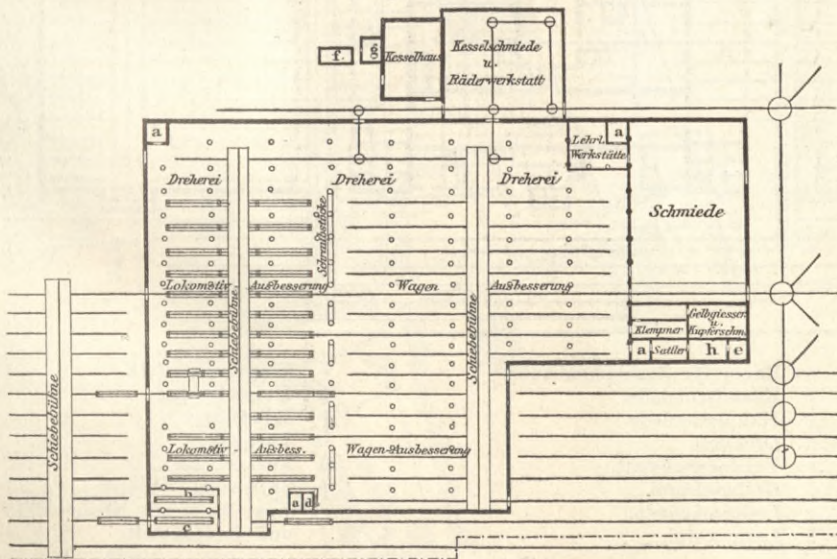 f.
g
Kesselhaus
Kesselschmiede
u.
Räderwerkstatt
a
Lehrl.
Werkstätte
a
Dreherei
Dreherei
Dreherei
Schmiede
Schraubstöcke
Lokomotiv
Ausbesserung
Wagen
Ausbesserung
Schiebebühne
Schiebebühne
Schiebebühne
Klempner
Gelbgiesser.
u.
Kupferschm.
a
Sattler
h
e
Lokomotiv-
Ausbess.
Wagen-Ausbesserung
b
c
a
d